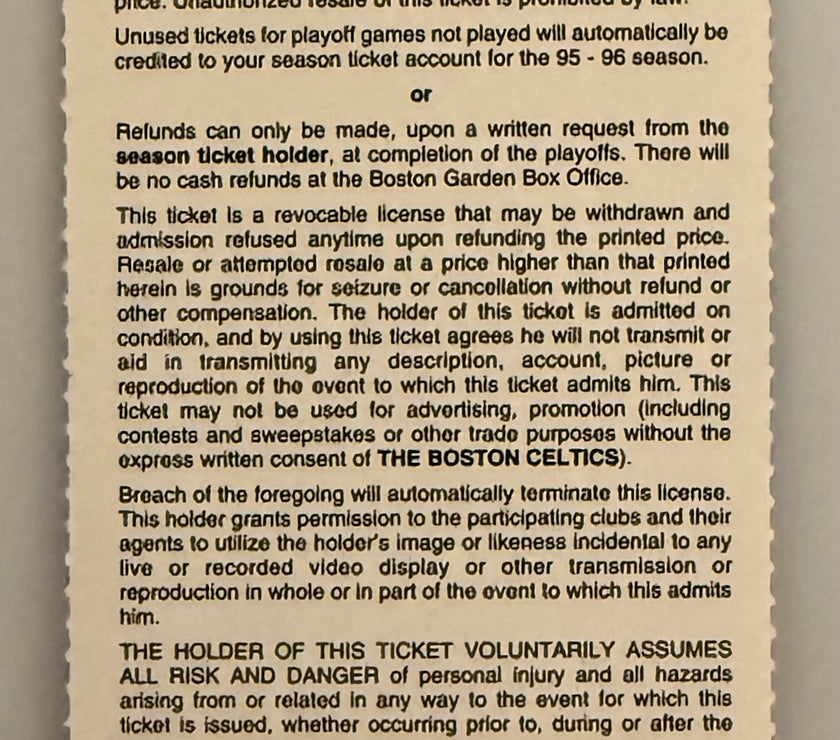 price. Unauthorized resale of this ticket is prohibited by law.
Unused tickets for playoff games not played will automatically be
credited to your season ticket account for the 95 - 96 season.
or
Refunds can only be made, upon a written request from the
season ticket holder, at completion of the playoffs. There will
be no cash refunds at the Boston Garden Box Office.
This ticket is a revocable license that may be withdrawn and
admission refused anytime upon refunding the printed price.
Resale or attempted resale at a price higher than that printed
herein is grounds for seizure or cancellation without refund or
other compensation. The holder of this ticket is admitted on
condition, and by using this ticket agrees he will not transmit or
aid in transmitting any description, account, picture or
reproduction of the event to which this ticket admits him. This
ticket may not be used for advertising, promotion (including
contests and sweepstakes or other trade purposes without the
express written consent of THE BOSTON CELTICS).
Breach of the foregoing will automatically terminate this license.
This holder grants permission to the participating clubs and their
agents to utilize the holder's image or likeness incidental to any
live or recorded video display or other transmission or
reproduction in whole or in part of the event to which this admits
him.
THE HOLDER OF THIS TICKET VOLUNTARILY ASSUMES
ALL RISK AND DANGER of personal injury and all hazards
arising from or related in any way to the event for which this
ticket is issued, whether occurring prior to, during or after the